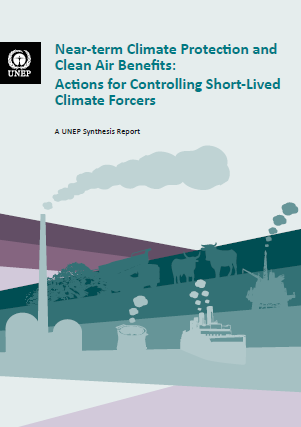 Near-term Climate Protection and
Clean Air Benefits:
Actions for Controlling Short-Lived
Climate Forcers
UNEP
A UNEP Synthesis Report